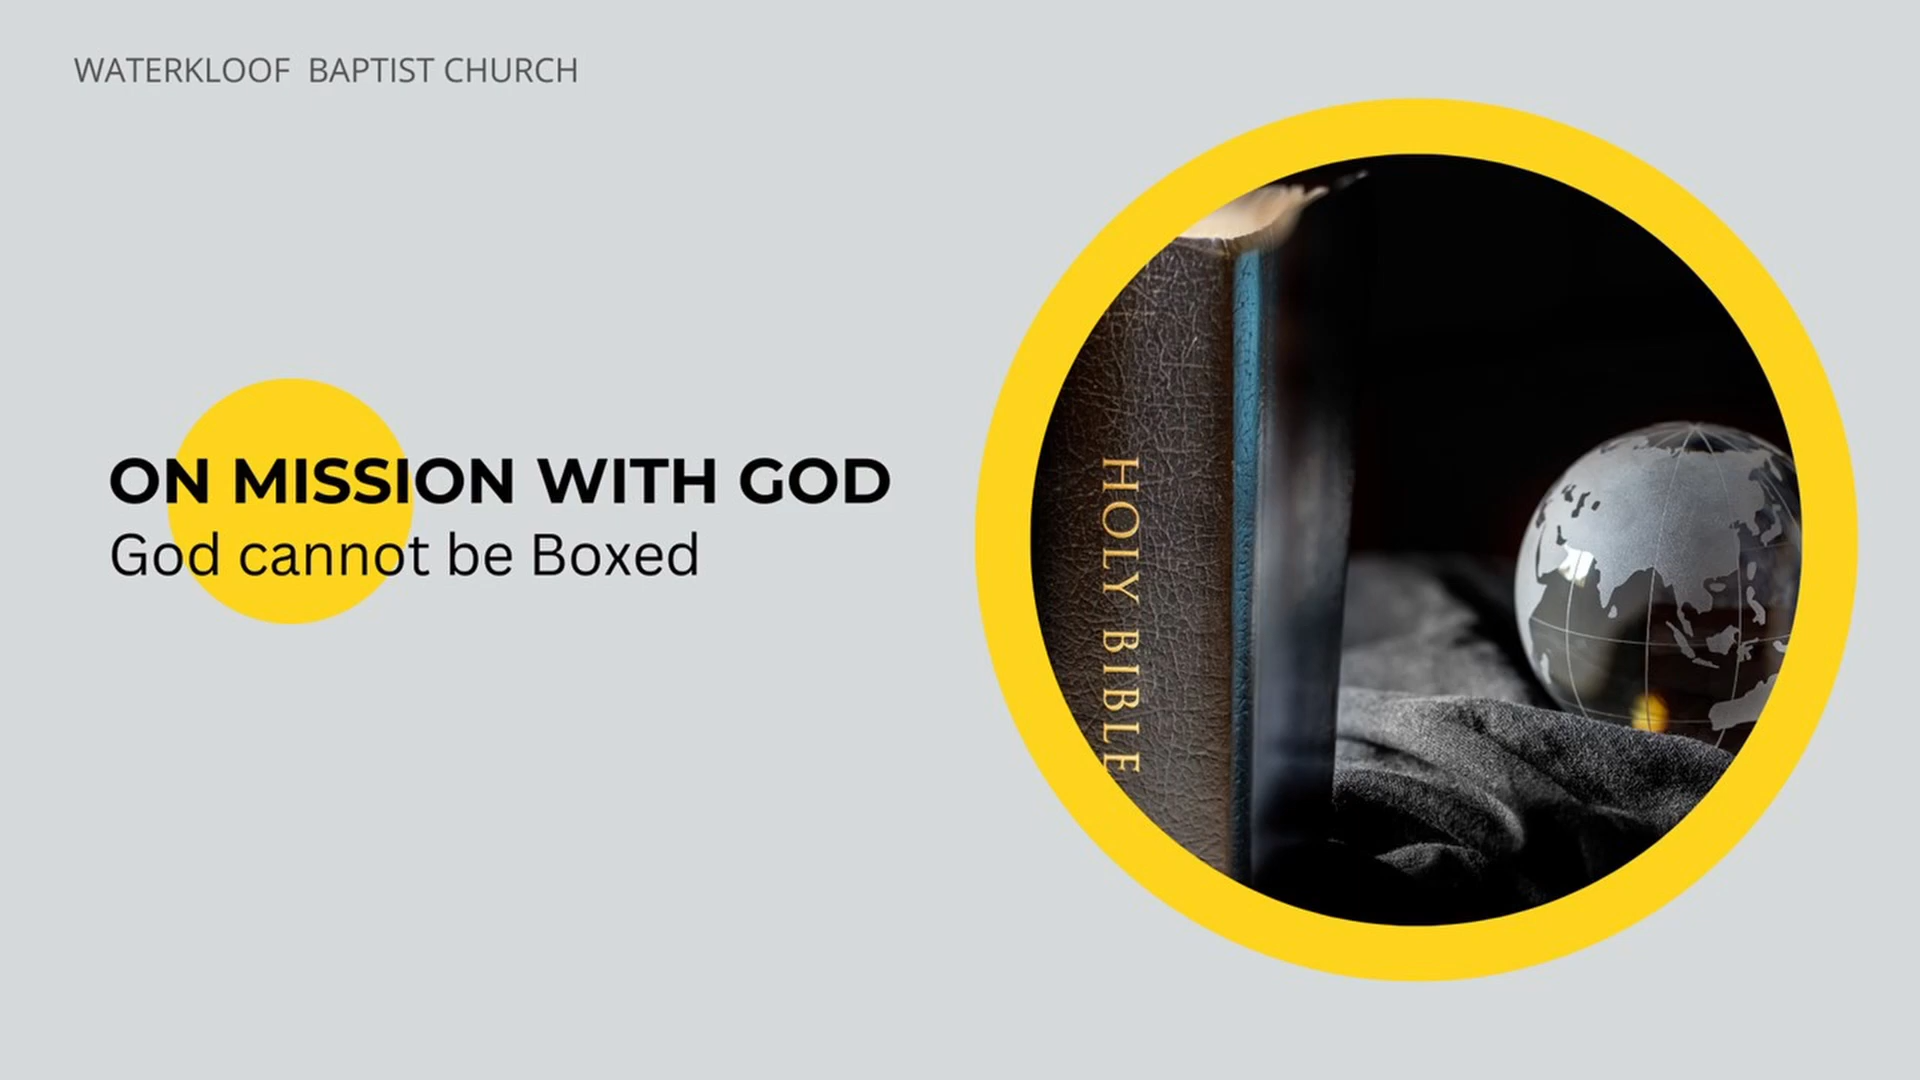 WATERKLOOF BAPTIST CHURCH
ON MISSION WITH GOD
God cannot be Boxed
HOLY BIBLE